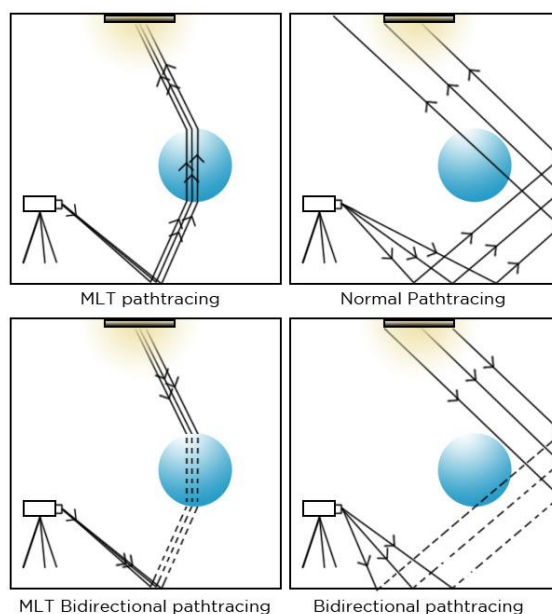 MLT pathtracing
Normal Pathtracing
MLT Bidirectional pathtracing
Bidirectional pathtracing